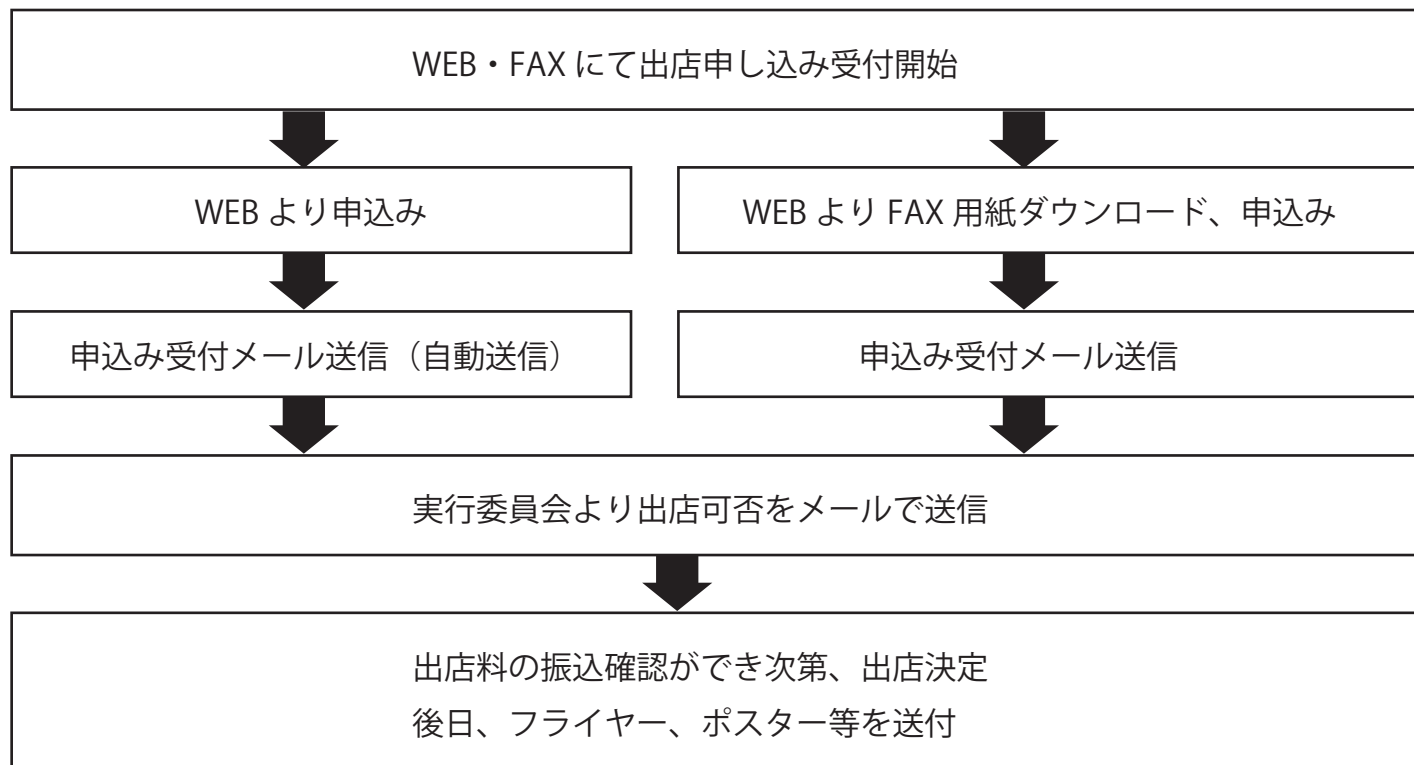 WEB・FAX にて出店申し込み受付開始
WEB より申込み
WEB より FAX 用紙ダウンロード、申込み
申込み受付メール送信（自動送信）
申込み受付メール送信
実行委員会より出店可否をメールで送信
出店料の振込確認ができ次第、出店決定
後日、フライヤー、ポスター等を送付